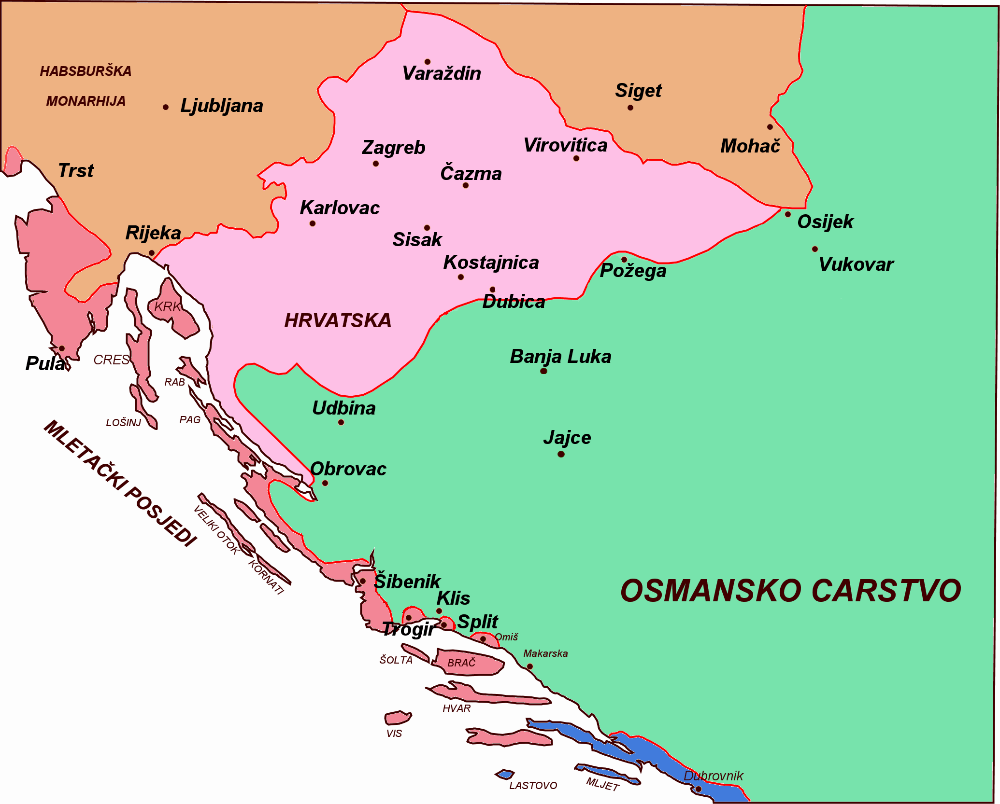 Varaždin
HABSBURŠKA
MONARHIJA
Ljubljana
Siget
Zagreb
Virovitica
Mohač
Trst
Čazma
Karlovac
Osijek
Rijeka
Sisak
Kostajnica
Vukovar
Požega
Dubica
KRK
HRVATSKA
Pula
CRES
Banja Luka
RAB
Udbina
LOŠINJ
PAG
Jajce
MLETAČKI POSJEDI
Obrovac
VELIKI OTOK
KORNATI
Šibenik
OSMANSKO CARSTVO
Klis
Split
Trogir
Omiš
Makarska
ŠOLTA
BRAČ
HVAR
VIS
Dubrovnik
LASTOVO
MLJET